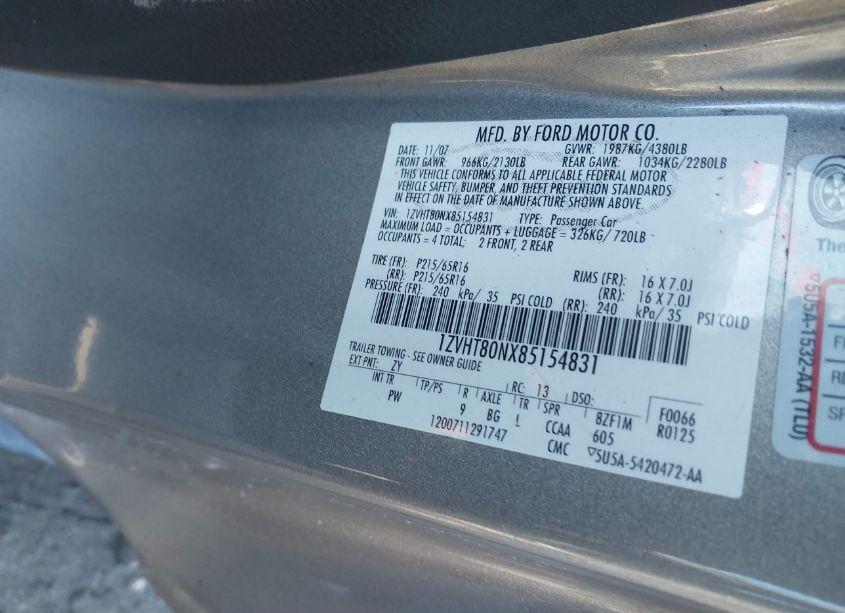 MFD. BY FORD MOTOR CO.
DATE: 11/07 GVWR: 1987KG/4380LB
FRONT GAWR: 966KG/2130LB REAR GAWR: 1034KG/2280LB
THIS VEHICLE CONFORMS TO ALL APPLICABLE FEDERAL MOTOR
VEHICLE SAFETY, BUMPER, AND THEFT PREVENTION STANDARDS
IN EFFECT ON THE DATE OF MANUFACTURE SHOWN ABOVE.
VIN: 1ZVHT80NX85154831 TYPE: Passenger Car
MAXIMUM LOAD = OCCUPANTS + LUGGAGE = 326KG/720LB
OCCUPANTS = 4 TOTAL; 2 FRONT, 2 REAR
TIRE (FR): P215/65R16 RIMS (FR): 16 X 7.0J
(RR): P215/65R16 (RR): 16 X 7.0J
PRESSURE (FR): 240 kPa/35 PSI COLD (RR): 240 kPa/35 PSI COLD
1ZVHT80NX85154831
TRAILER TOWING - SEE OWNER GUIDE
EXT PNT: ZY RC: 13 DSO:
INT TR TP/PS R AXLE TR SPR F0066
PW 9 BG L CCAA 8ZF1M R0125
1200711291747 CMC 605
▽5U5A-5420472-AA
The
▽5U5A-1532-AA (TLD)
FR
RE
SP